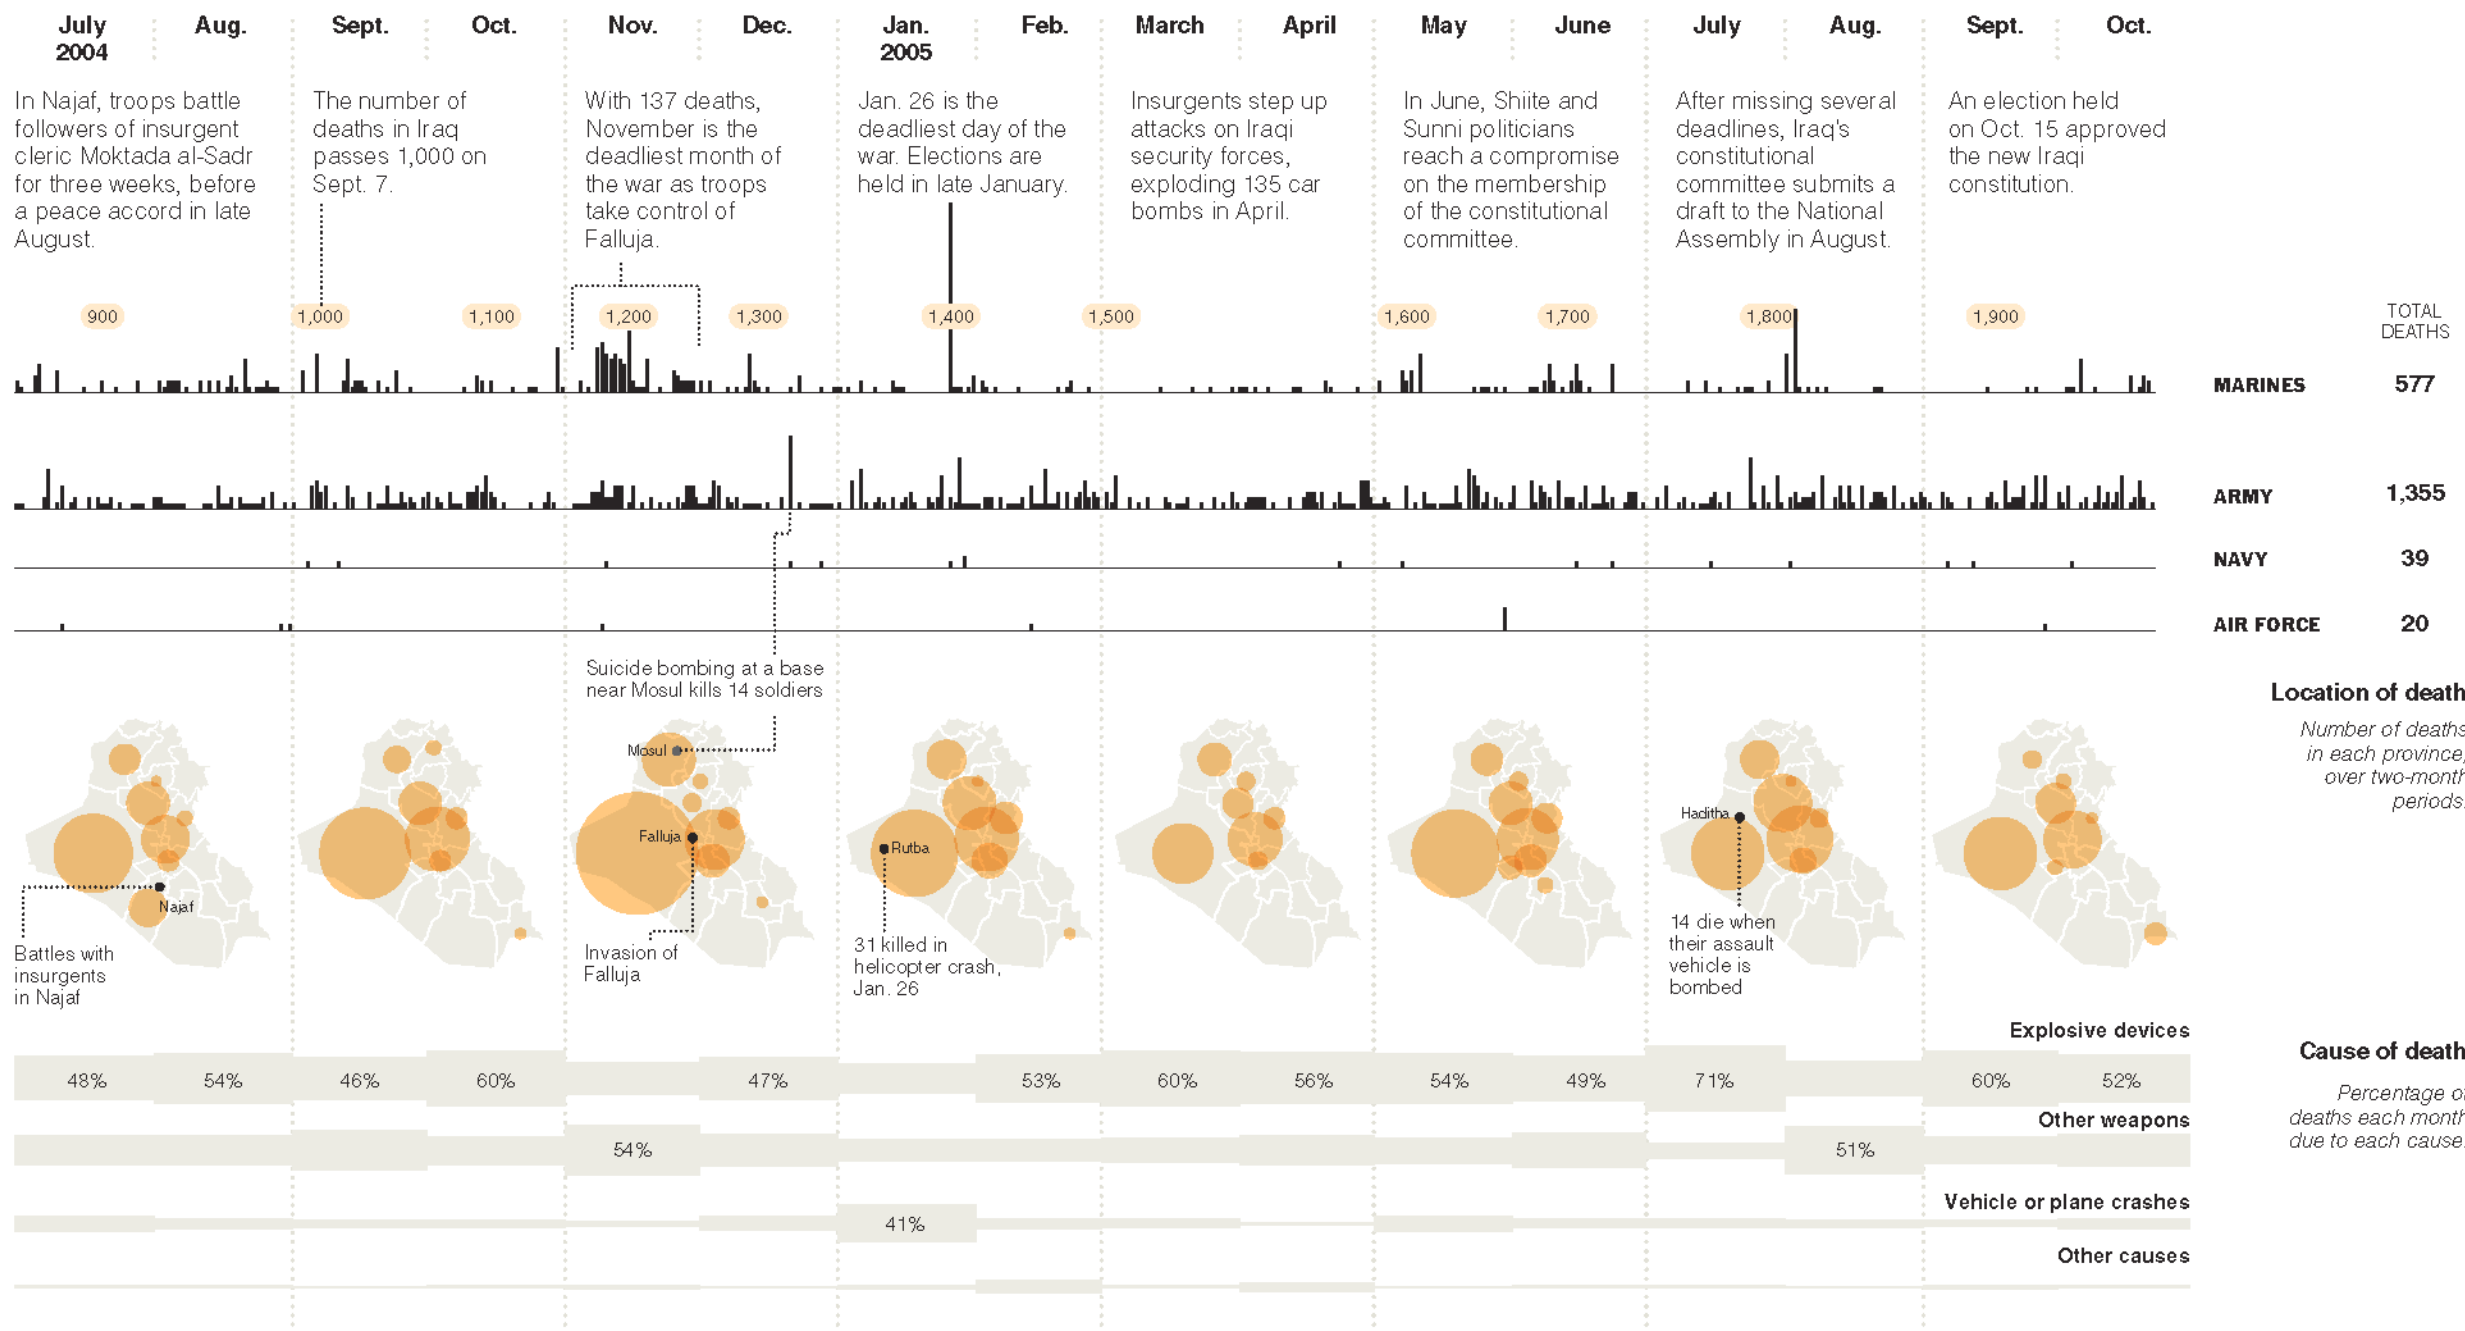 July
2004
Aug.
Sept.
Oct.
Nov.
Dec.
Jan.
2005
Feb.
March
April
May
June
July
Aug.
Sept.
Oct.
In Najaf, troops battle
followers of insurgent
cleric Moktada al-Sadr
for three weeks, before
a peace accord in late
August.
The number of
deaths in Iraq
passes 1,000 on
Sept. 7.
With 137 deaths,
November is the
deadliest month of
the war as troops
take control of
Falluja.
Jan. 26 is the
deadliest day of the
war. Elections are
held in late January.
Insurgents step up
attacks on Iraqi
security forces,
exploding 135 car
bombs in April.
In June, Shiite and
Sunni politicians
reach a compromise
on the membership
of the constitutional
committee.
After missing several
deadlines, Iraq's
constitutional
committee submits a
draft to the National
Assembly in August.
An election held
on Oct. 15 approved
the new Iraqi
constitution.
900
1,000
1,100
1,200
1,300
1,400
1,500
1,600
1,700
1,800
1,900
TOTAL
DEATHS
MARINES 577
ARMY 1,355
NAVY 39
AIR FORCE 20
Suicide bombing at a base
near Mosul kills 14 soldiers
Location of death
Number of deaths
in each province,
over two-month
periods.
Najaf
Battles with
insurgents
in Najaf
Mosul
Falluja
Invasion of
Falluja
Rutba
31 killed in
helicopter crash,
Jan. 26
Haditha
14 die when
their assault
vehicle is
bombed
Explosive devices
48% 54% 46% 60% 47% 53% 60% 56% 54% 49% 71% 60% 52%
Cause of death
Percentage of
deaths each month
due to each cause.
Other weapons
54% 51%
Vehicle or plane crashes
41%
Other causes